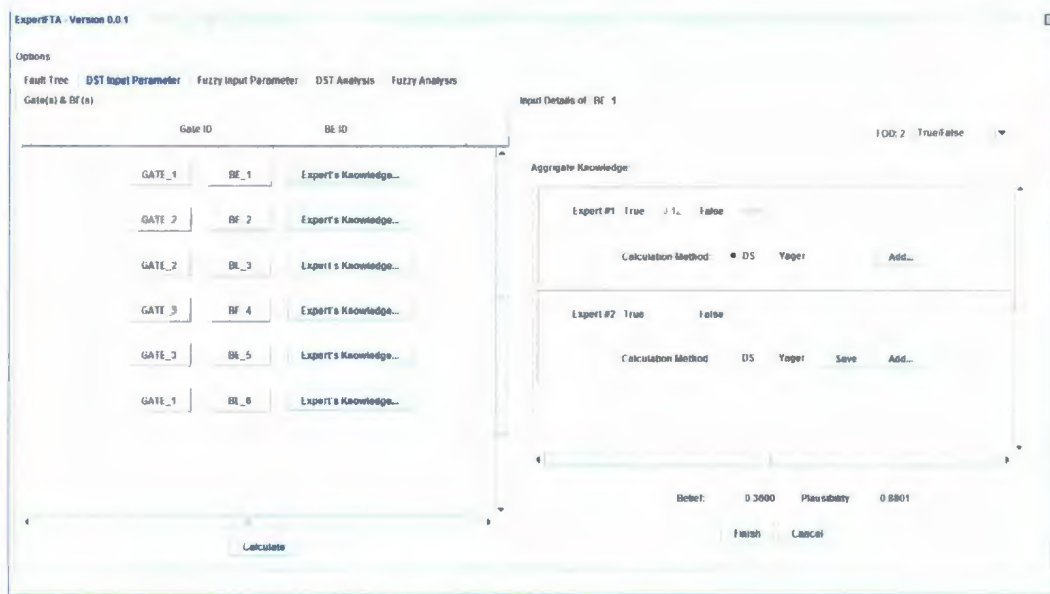 ExpertFTA - Version 0.0.1
Options
Fault Tree DST Input Parameter Fuzzy Input Parameter DST Analysis Fuzzy Analysis
Gate(s) & BE(s)
Gate ID BE ID
GATE_1 BE_1 Expert's Knowledge...
GATE_2 BE_2 Expert's Knowledge...
GATE_2 BE_3 Expert's Knowledge...
GATE_3 BE_4 Expert's Knowledge...
GATE_3 BE_5 Expert's Knowledge...
GATE_1 BE_6 Expert's Knowledge...
Calculate
Input Details of BE_1
FOD: 2 True/False
Aggrigate Knowledge
Expert #1 True False
Calculation Method: DS Yager Add...
Expert #2 True False
Calculation Method DS Yager Save Add...
Belief: 0.3800 Plausibility 0.8801
Finish Cancel